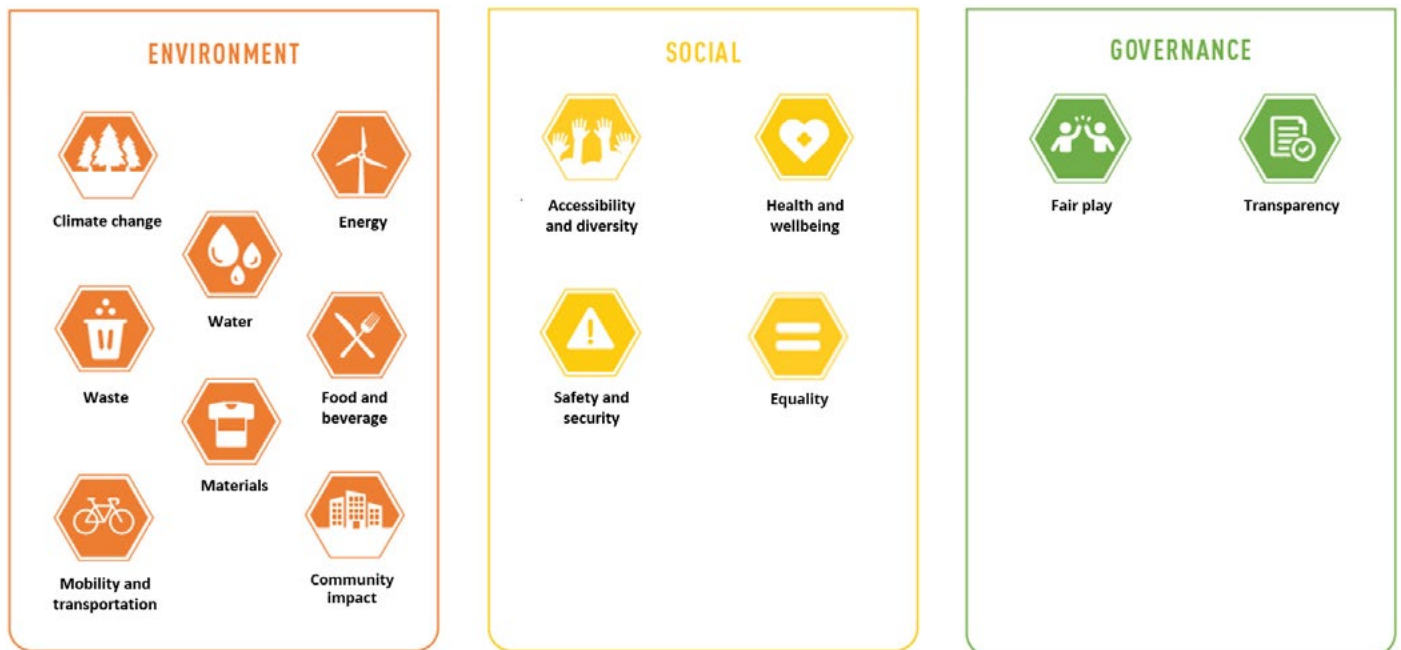 ENVIRONMENT
Climate change
Energy
Water
Waste
Food and
beverage
Materials
Mobility and
transportation
Community
impact
SOCIAL
Accessibility
and diversity
Health and
wellbeing
Safety and
security
Equality
GOVERNANCE
Fair play
Transparency